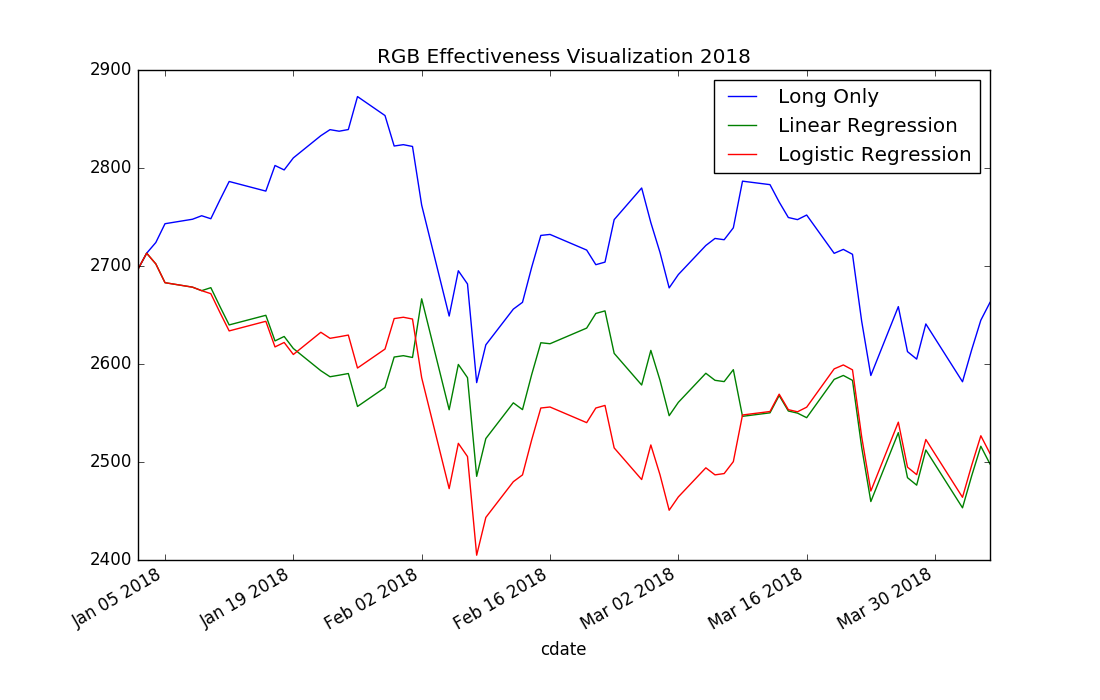 RGB Effectiveness Visualization 2018
2900
2800
2700
2600
2500
2400
Long Only
Linear Regression
Logistic Regression
Jan 05 2018
Jan 19 2018
Feb 02 2018
Feb 16 2018
Mar 02 2018
Mar 16 2018
Mar 30 2018
cdate